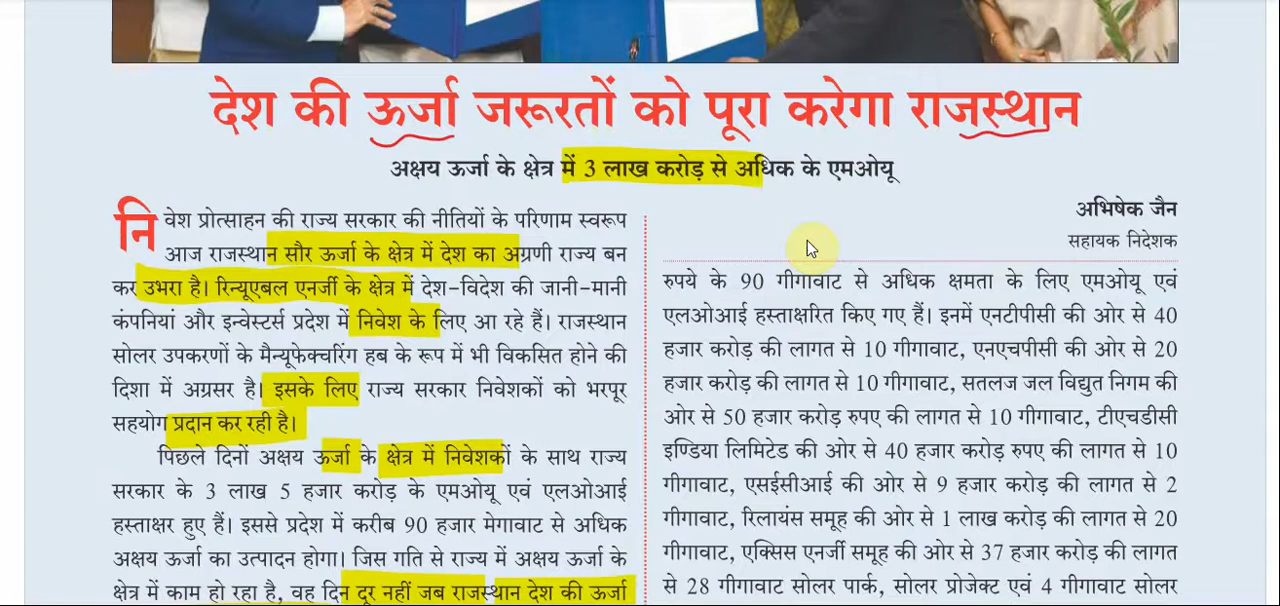 देश की ऊर्जा जरूरतों को पूरा करेगा राजस्थान
अक्षय ऊर्जा के क्षेत्र में 3 लाख करोड़ से अधिक के एमओयू
निवेश प्रोत्साहन की राज्य सरकार की नीतियों के परिणाम स्वरूप
आज राजस्थान सौर ऊर्जा के क्षेत्र में देश का अग्रणी राज्य बन
कर उभरा है। रिन्यूएबल एनर्जी के क्षेत्र में देश-विदेश की जानी-मानी
कंपनियां और इन्वेस्टर्स प्रदेश में निवेश के लिए आ रहे हैं। राजस्थान
सोलर उपकरणों के मैन्यूफेक्चरिंग हब के रूप में भी विकसित होने की
दिशा में अग्रसर है। इसके लिए राज्य सरकार निवेशकों को भरपूर
सहयोग प्रदान कर रही है।
पिछले दिनों अक्षय ऊर्जा के क्षेत्र में निवेशकों के साथ राज्य
सरकार के 3 लाख 5 हजार करोड़ के एमओयू एवं एलओआई
हस्ताक्षर हुए हैं। इससे प्रदेश में करीब 90 हजार मेगावाट से अधिक
अक्षय ऊर्जा का उत्पादन होगा। जिस गति से राज्य में अक्षय ऊर्जा के
क्षेत्र में काम हो रहा है, वह दिन दूर नहीं जब राजस्थान देश की ऊर्जा
अभिषेक जैन
सहायक निदेशक
रुपये के 90 गीगावाट से अधिक क्षमता के लिए एमओयू एवं
एलओआई हस्ताक्षरित किए गए हैं। इनमें एनटीपीसी की ओर से 40
हजार करोड़ की लागत से 10 गीगावाट, एनएचपीसी की ओर से 20
हजार करोड़ की लागत से 10 गीगावाट, सतलज जल विद्युत निगम की
ओर से 50 हजार करोड़ रुपए की लागत से 10 गीगावाट, टीएचडीसी
इण्डिया लिमिटेड की ओर से 40 हजार करोड़ रुपए की लागत से 10
गीगावाट, एसईसीआई की ओर से 9 हजार करोड़ की लागत से 2
गीगावाट, रिलायंस समूह की ओर से 1 लाख करोड़ की लागत से 20
गीगावाट, एक्सिस एनर्जी समूह की ओर से 37 हजार करोड़ की लागत
से 28 गीगावाट सोलर पार्क, सोलर प्रोजेक्ट एवं 4 गीगावाट सोलर